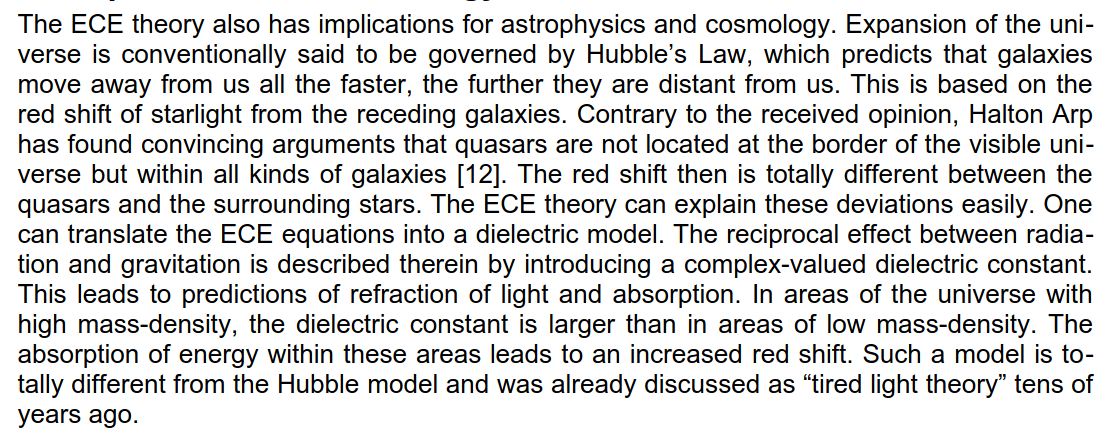 The ECE theory also has implications for astrophysics and cosmology. Expansion of the uni-
verse is conventionally said to be governed by Hubble's Law, which predicts that galaxies
move away from us all the faster, the further they are distant from us. This is based on the
red shift of starlight from the receding galaxies. Contrary to the received opinion, Halton Arp
has found convincing arguments that quasars are not located at the border of the visible uni-
verse but within all kinds of galaxies [12]. The red shift then is totally different between the
quasars and the surrounding stars. The ECE theory can explain these deviations easily. One
can translate the ECE equations into a dielectric model. The reciprocal effect between radia-
tion and gravitation is described therein by introducing a complex-valued dielectric constant.
This leads to predictions of refraction of light and absorption. In areas of the universe with
high mass-density, the dielectric constant is larger than in areas of low mass-density. The
absorption of energy within these areas leads to an increased red shift. Such a model is to-
tally different from the Hubble model and was already discussed as “tired light theory” tens of
years ago.